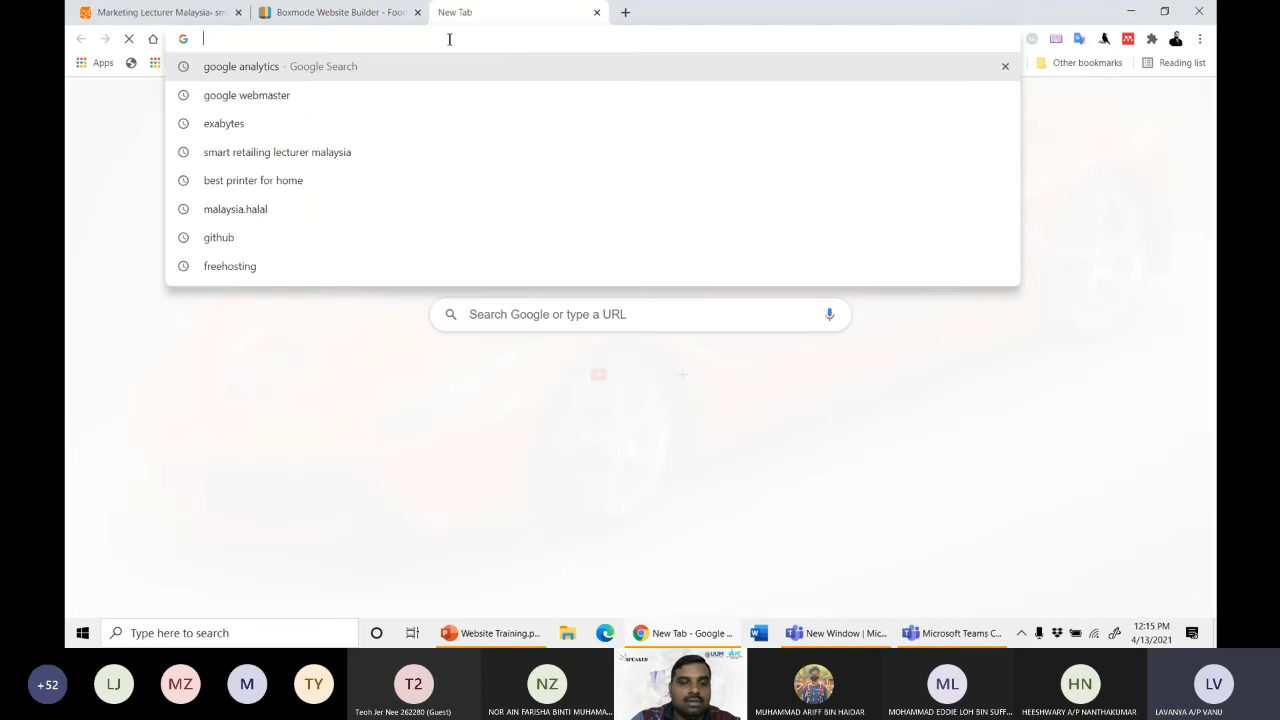 Marketing Lecturer Malaysia- sm
Boxmode Website Builder - Food
New Tab
Apps
Other bookmarks
Reading list
google analytics - Google Search
google webmaster
exabytes
smart retailing lecturer malaysia
best printer for home
malaysia.halal
github
freehosting
Search Google or type a URL
Type here to search
Website Training.p...
New Tab - Google ...
New Window | Mic...
Microsoft Teams C...
12:15 PM
4/13/2021
SPEAKER
UUM
+52
LJ
MZ
M
TY
T2
NZ
ML
HN
LV
Teoh Jer Nee 262280 (Guest)
NOR AIN FARISHA BINTI MUHAMA...
MUHAMMAD ARIFF BIN HAIDAR
MOHAMMAD EDDIE LOH BIN SUFF...
HEESHWARY A/P NANTHAKUMAR
LAVANYA A/P VANU